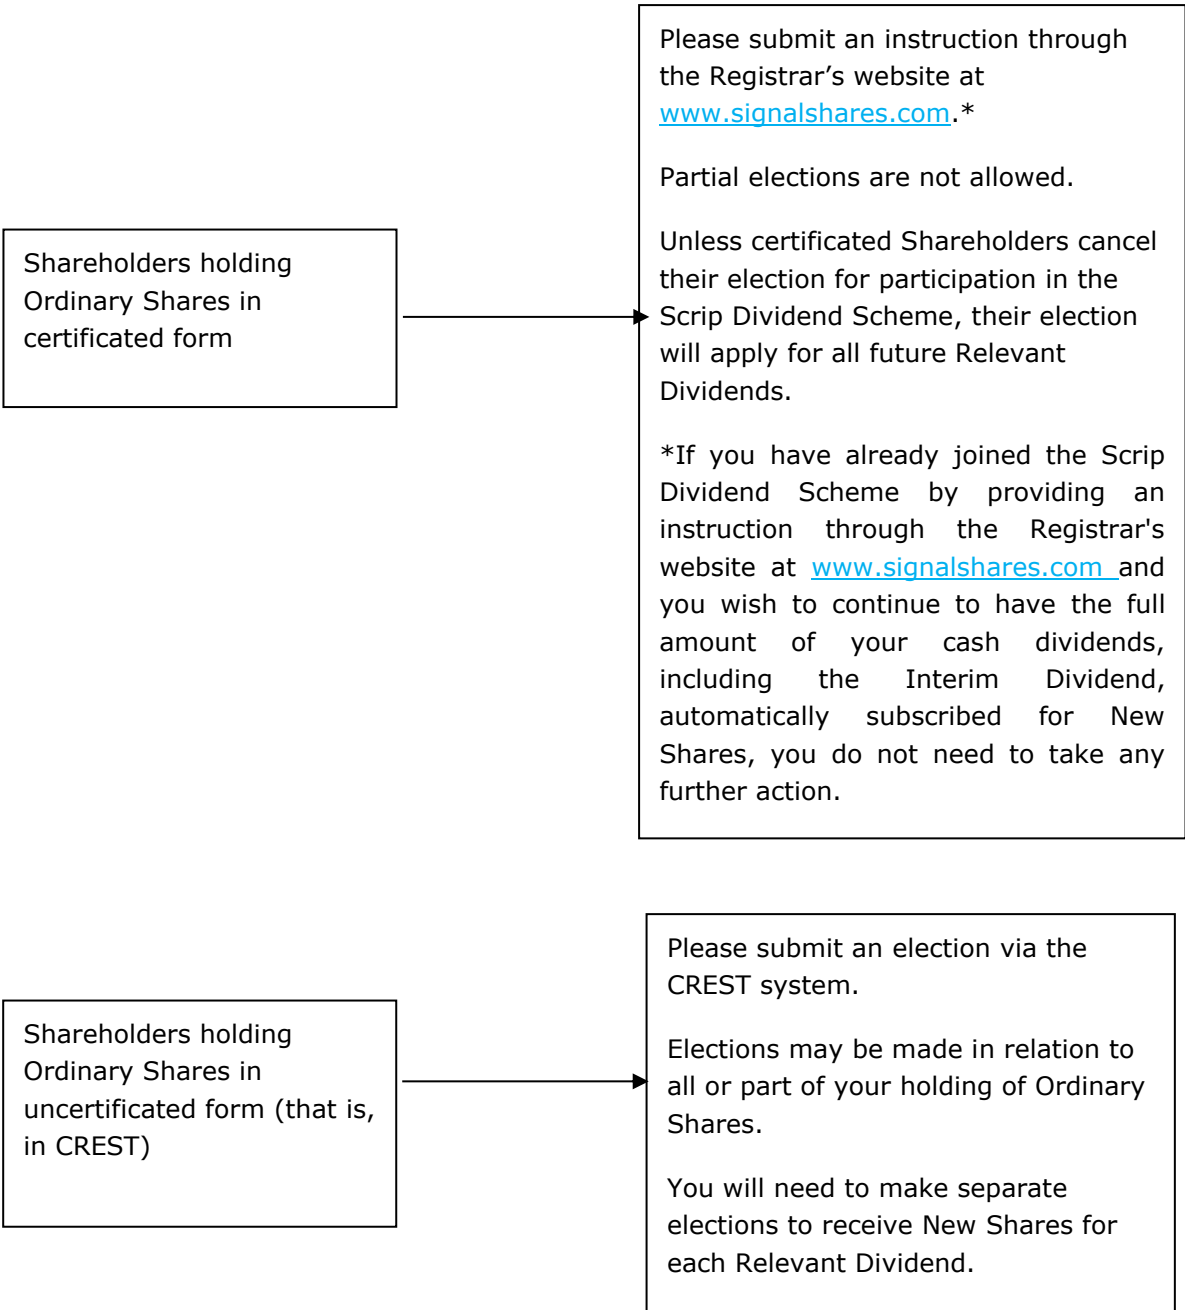 Shareholders holding
Ordinary Shares in
certificated form
Please submit an instruction through
the Registrar’s website at
www.signalshares.com.*
Partial elections are not allowed.
Unless certificated Shareholders cancel
their election for participation in the
Scrip Dividend Scheme, their election
will apply for all future Relevant
Dividends.
*If you have already joined the Scrip
Dividend Scheme by providing an
instruction through the Registrar's
website at www.signalshares.com and
you wish to continue to have the full
amount of your cash dividends,
including the Interim Dividend,
automatically subscribed for New
Shares, you do not need to take any
further action.
Shareholders holding
Ordinary Shares in
uncertificated form (that is,
in CREST)
Please submit an election via the
CREST system.
Elections may be made in relation to
all or part of your holding of Ordinary
Shares.
You will need to make separate
elections to receive New Shares for
each Relevant Dividend.